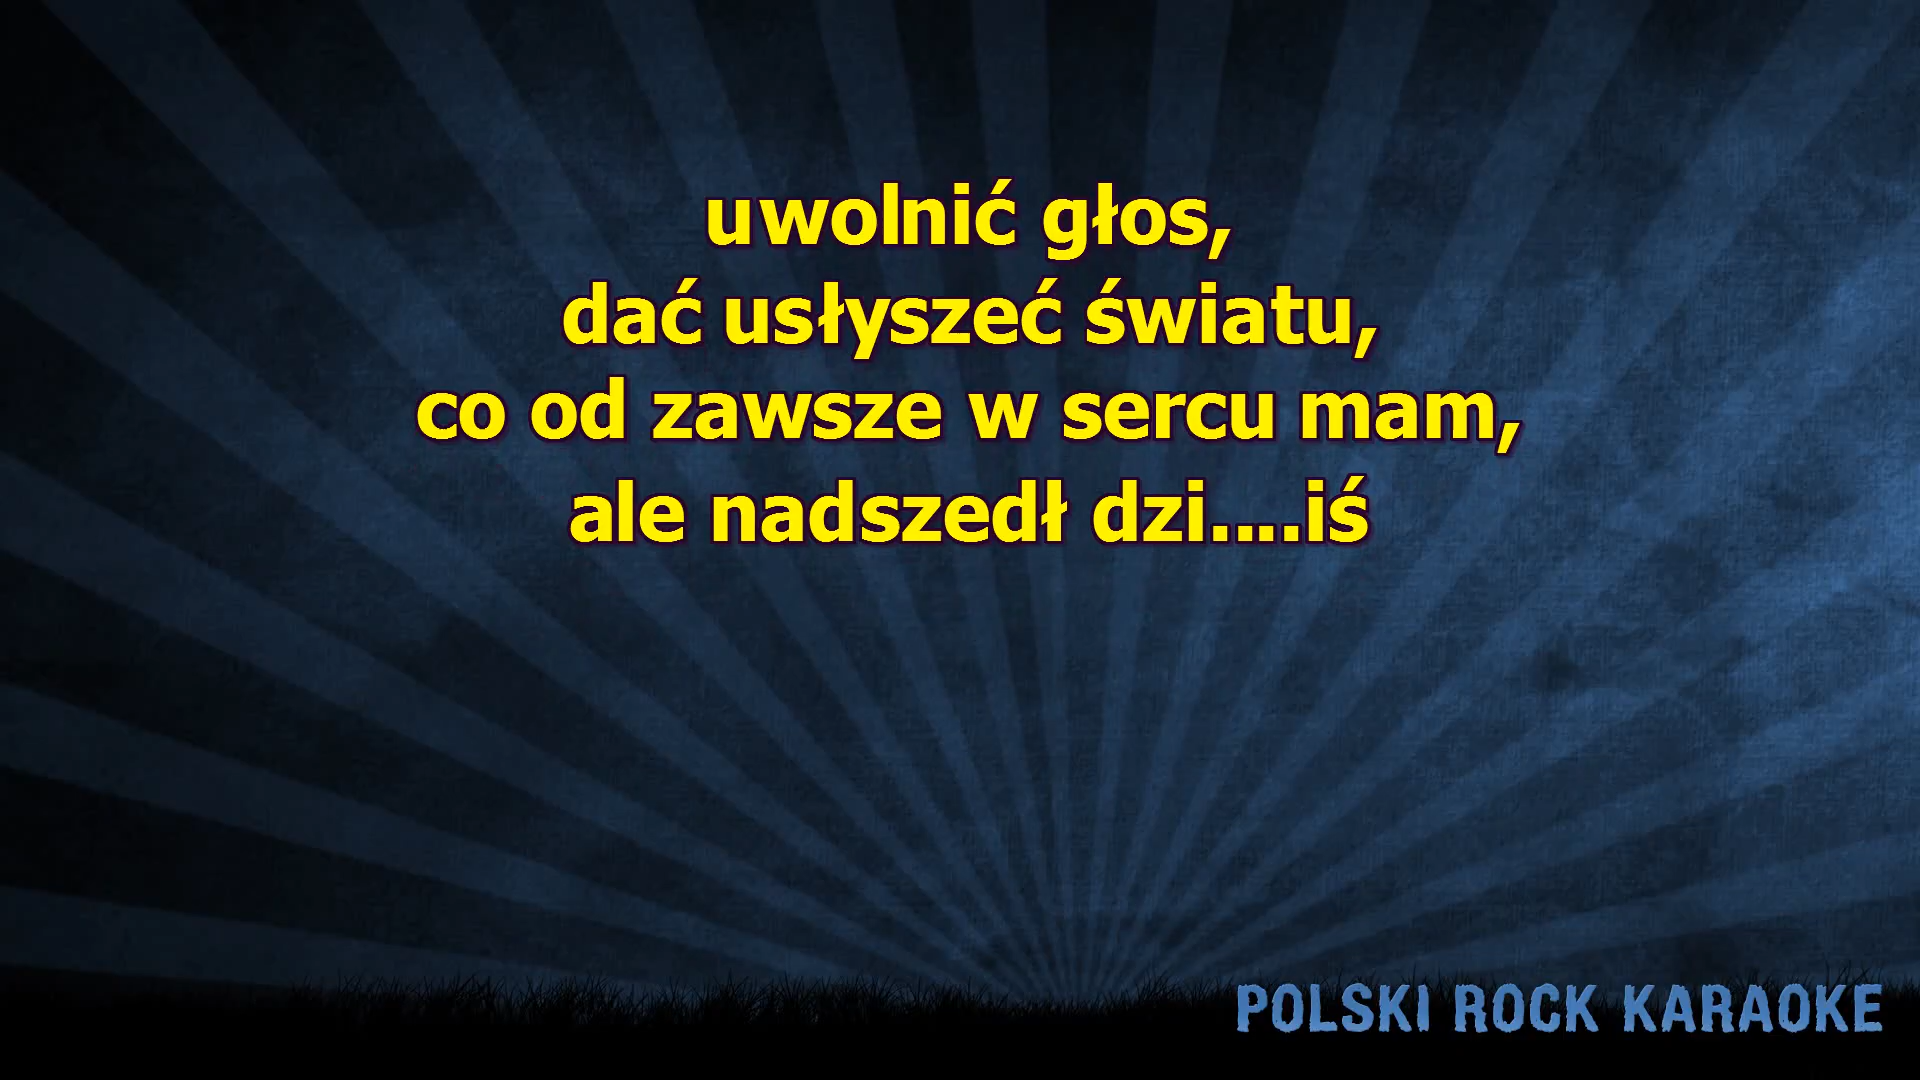 uwolnić głos,
dać usłyszeć światu,
co od zawsze w sercu mam,
ale nadszedł dzi....iś
POLSKI ROCK KARAOKE